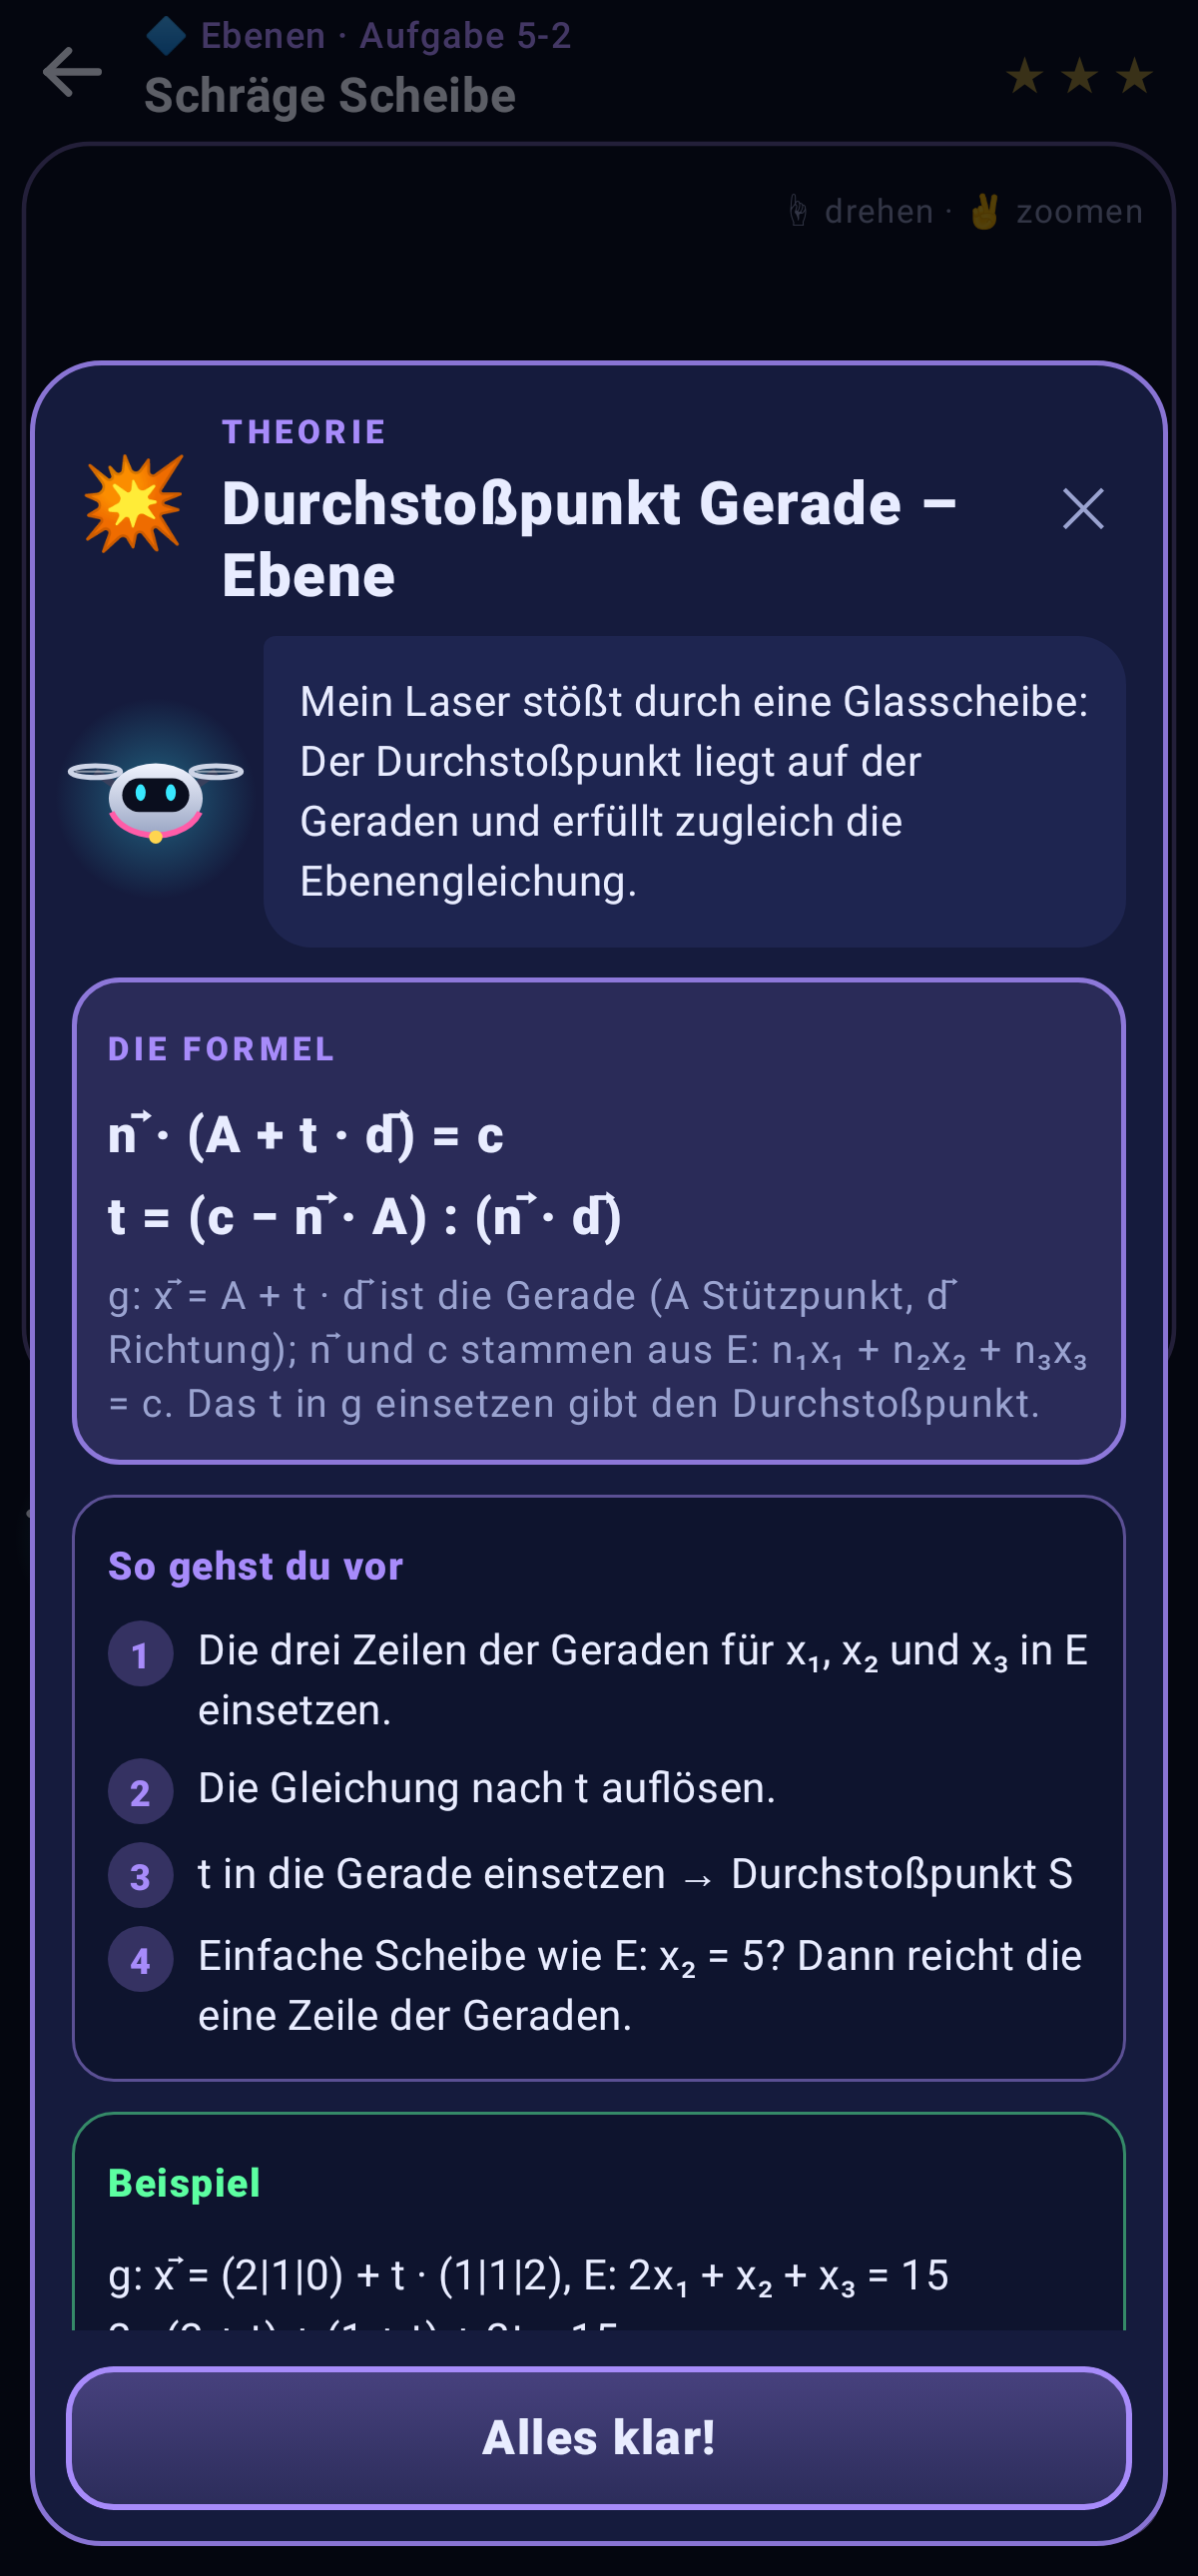 Ebenen · Aufgabe 5-2
Schräge Scheibe
★ ★ ★
☝ drehen · ✌ zoomen
THEORIE
Durchstoßpunkt Gerade –
Ebene
Mein Laser stößt durch eine Glasscheibe:
Der Durchstoßpunkt liegt auf der
Geraden und erfüllt zugleich die
Ebenengleichung.
DIE FORMEL
n⃗ · (A + t · d⃗) = c
t = (c − n⃗ · A) : (n⃗ · d⃗)
g: x⃗ = A + t · d⃗ ist die Gerade (A Stützpunkt, d⃗
Richtung); n⃗ und c stammen aus E: n₁x₁ + n₂x₂ + n₃x₃
= c. Das t in g einsetzen gibt den Durchstoßpunkt.
So gehst du vor
1 Die drei Zeilen der Geraden für x₁, x₂ und x₃ in E
einsetzen.
2 Die Gleichung nach t auflösen.
3 t in die Gerade einsetzen → Durchstoßpunkt S
4 Einfache Scheibe wie E: x₂ = 5? Dann reicht die
eine Zeile der Geraden.
Beispiel
g: x⃗ = (2|1|0) + t · (1|1|2), E: 2x₁ + x₂ + x₃ = 15
Alles klar!